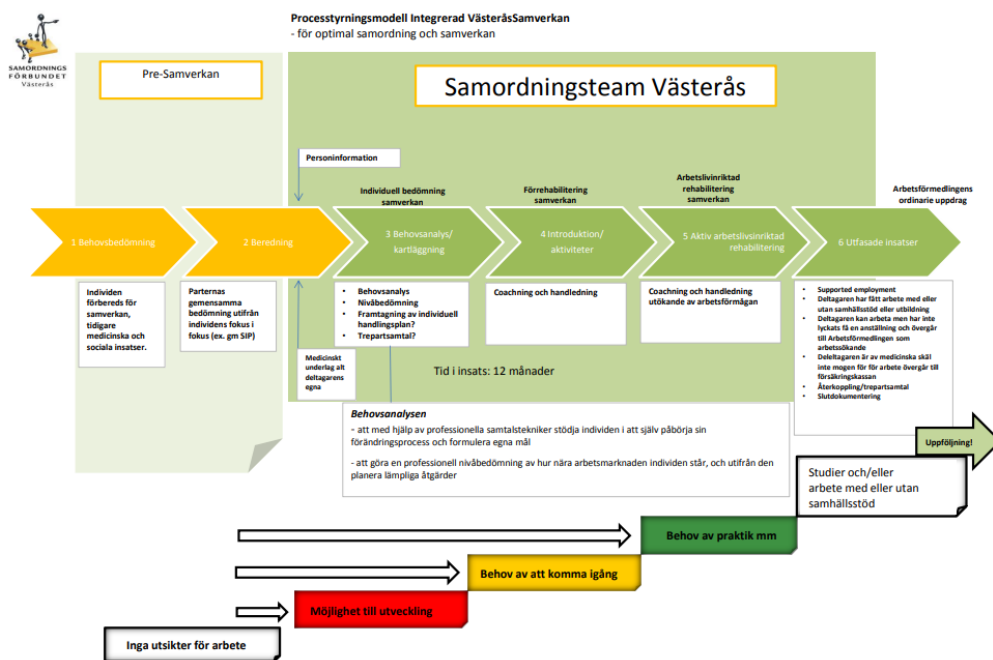 Processtyrningsmodell Integrerad VästeråsSamverkan
- för optimal samordning och samverkan
SAMORDNINGS
FÖRBUNDET
Västerås
Pre-Samverkan
Samordningsteam Västerås
Personinformation
Individuell bedömning
samverkan
Förrehabilitering
samverkan
Arbetslivinriktad
rehabilitering
samverkan
Arbetsförmedlingens
ordinarie uppdrag
1 Behovsbedömning
2 Beredning
3 Behovsanalys/
kartläggning
4 Introduktion/
aktiviteter
5 Aktiv arbetslivsinriktad
rehabilitering
6 Utfasade insatser
Individen
förbereds för
samverkan,
tidigare
medicinska och
sociala insatser.
Parternas
gemensamma
bedömning utifrån
individens fokus i
fokus (ex. gm SIP)
• Behovsanalys
• Nivåbedömning
• Framtagning av individuell
handlingsplan?
• Trepartsamtal?
Coachning och handledning
Coachning och handledning
utökande av arbetsförmågan
• Supported employment
• Deltagaren har fått arbete med eller
utan samhällsstöd eller utbildning
• Deltagaren kan arbeta men har inte
lyckats få en anställning och övergår
till Arbetsförmedlingen som
arbetssökande
• Deleltagaren är av medicinska skäl
inte mogen för för arbete övergår till
försäkringskassan
• Återkoppling/trepartsamtal
• Slutdokumentering
Medicinskt
underlag alt
deltagarens
egna
Tid i insats: 12 månader
Behovsanalysen
- att med hjälp av professionella samtalstekniker stödja individen i att själv påbörja sin
förändringsprocess och formulera egna mål
- att göra en professionell nivåbedömning av hur nära arbetsmarknaden individen står, och utifrån den
planera lämpliga åtgärder
Uppföljning!
Studier och/eller
arbete med eller utan
samhällsstöd
Behov av praktik mm
Behov av att komma igång
Möjlighet till utveckling
Inga utsikter för arbete